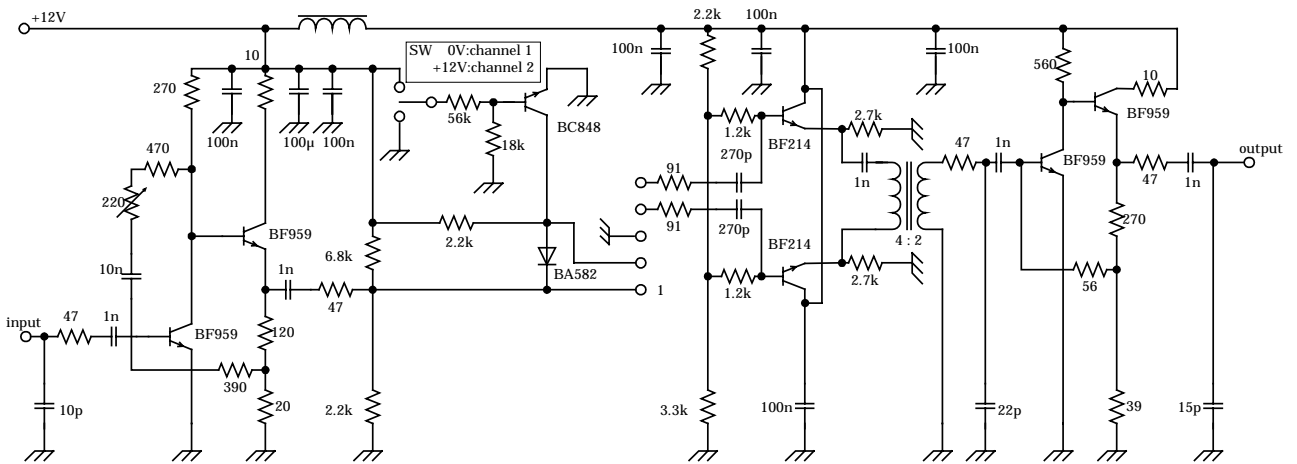 +12V
2.2k
100n
100n
100n
SW 0V:channel 1
+12V:channel 2
10
270
560
10
BF959
56k
BC848
100n
100µ
100n
18k
1.2k
BF214
2.7k
270p
470
220
91
1n
47
1n
BF959
47
1n
output
91
270p
BF959
2.2k
6.8k
BF214
4 : 2
270
10n
1n
BA582
47
1
1.2k
2.7k
56
input
47
1n
BF959
120
390
10p
20
2.2k
3.3k
100n
22p
39
15p